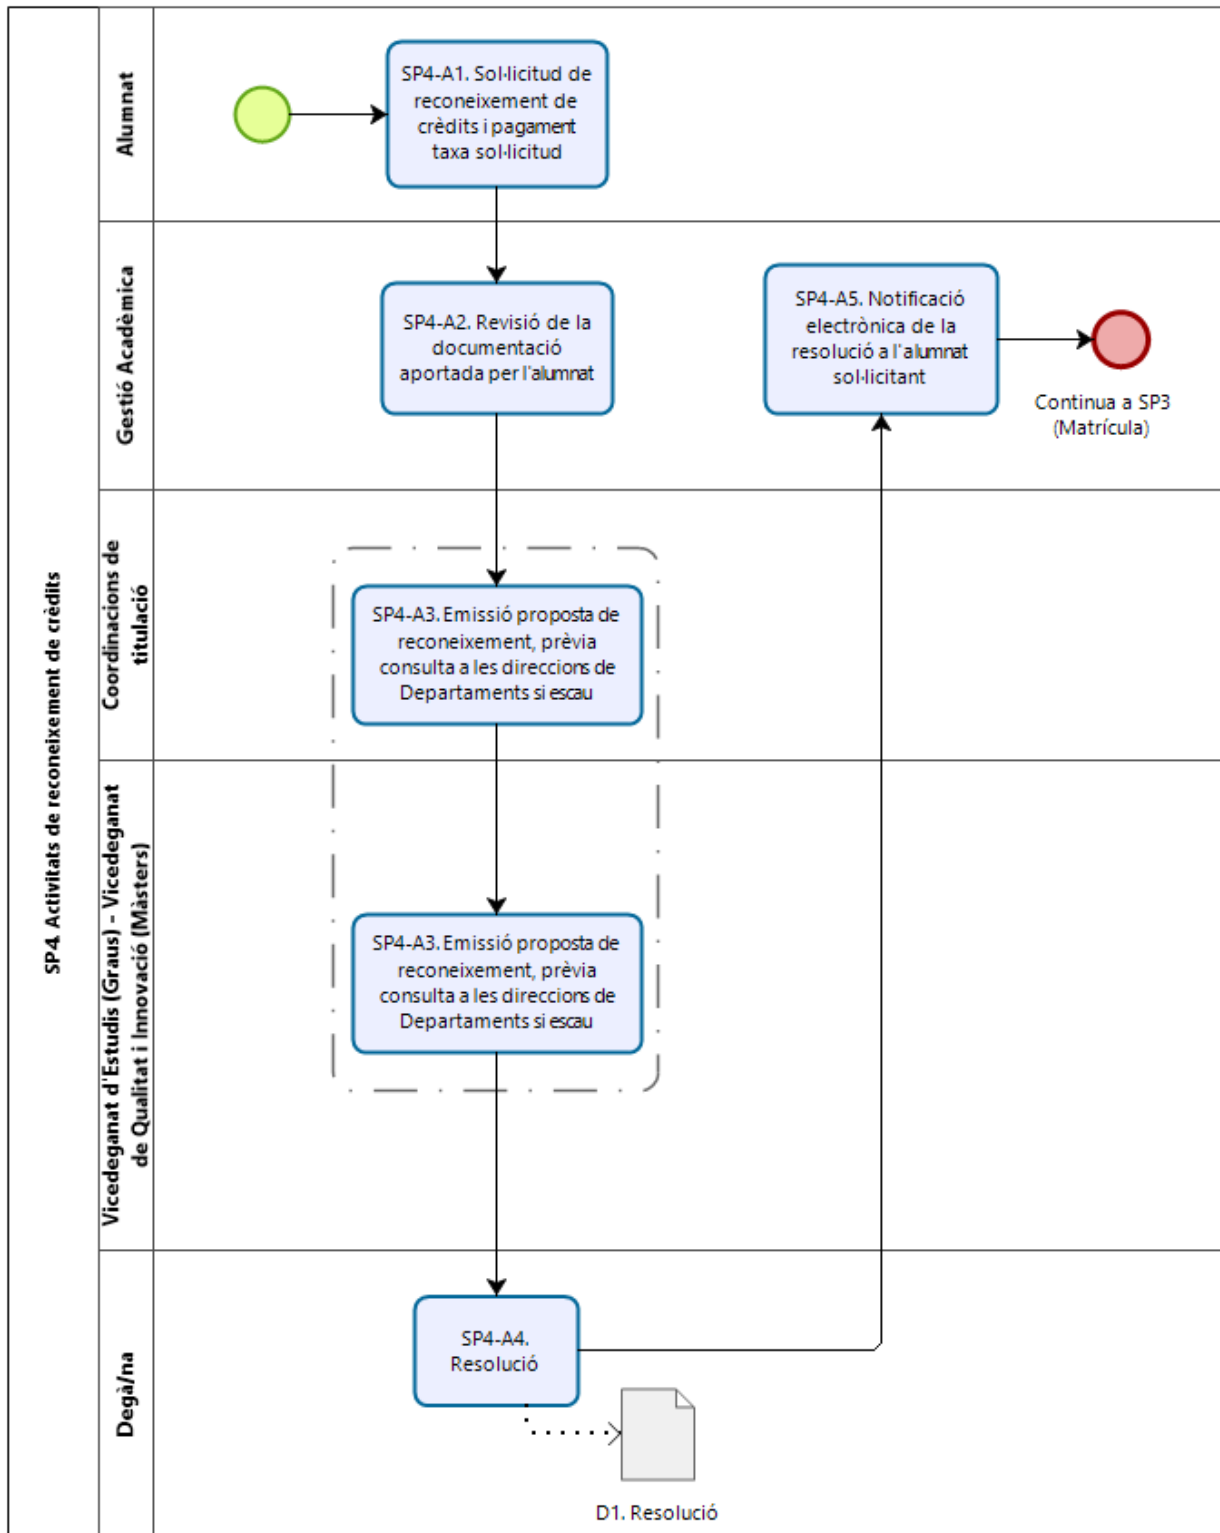 SP4. Activitats de reconeixement de crèdits
Alumnat
SP4-A1. Sol·licitud de
reconeixement de
crèdits i pagament
taxa sol·licitud
Gestió Acadèmica
SP4-A2. Revisió de la
documentació
aportada per l'alumnat
SP4-A5. Notificació
electrònica de la
resolució a l'alumnat
sol·licitant
Continua a SP3
(Matrícula)
Coordinacions de
titulació
SP4-A3. Emissió proposta de
reconeixement, prèvia
consulta a les direccions de
Departaments si escau
Vicedeganat d'Estudis (Graus) - Vicedeganat
de Qualitat i Innovació (Màsters)
SP4-A3. Emissió proposta de
reconeixement, prèvia
consulta a les direccions de
Departaments si escau
Degà/na
SP4-A4.
Resolució
D1. Resolució